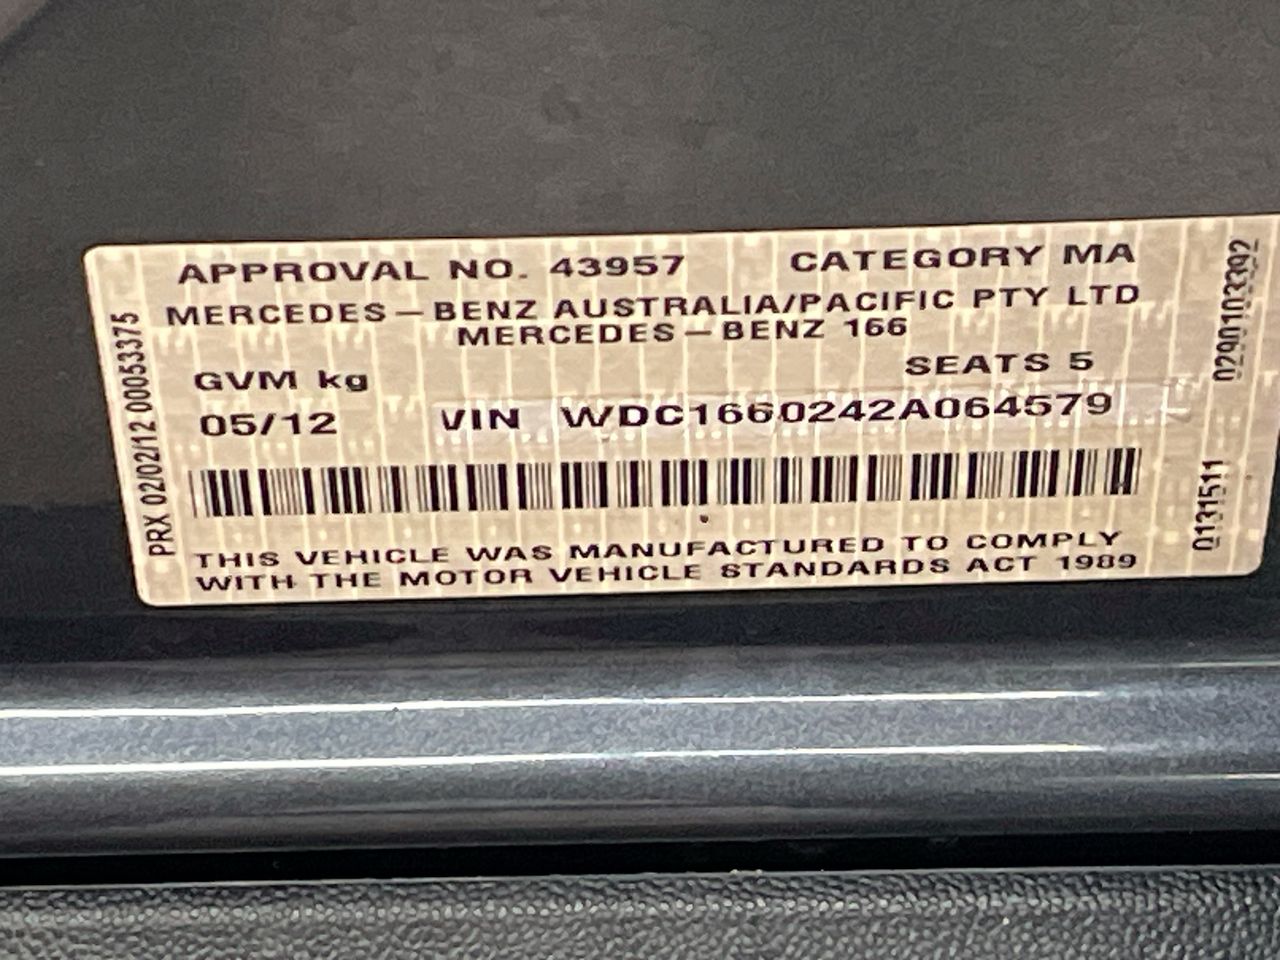 APPROVAL NO. 43957 CATEGORY MA
MERCEDES-BENZ AUSTRALIA/PACIFIC PTY LTD
MERCEDES-BENZ 166
GVM kg SEATS 5
05/12 VIN WDC1660242A064579
THIS VEHICLE WAS MANUFACTURED TO COMPLY
WITH THE MOTOR VEHICLE STANDARDS ACT 1989
PRX 02/02/12 00053375
0131511 0290103392